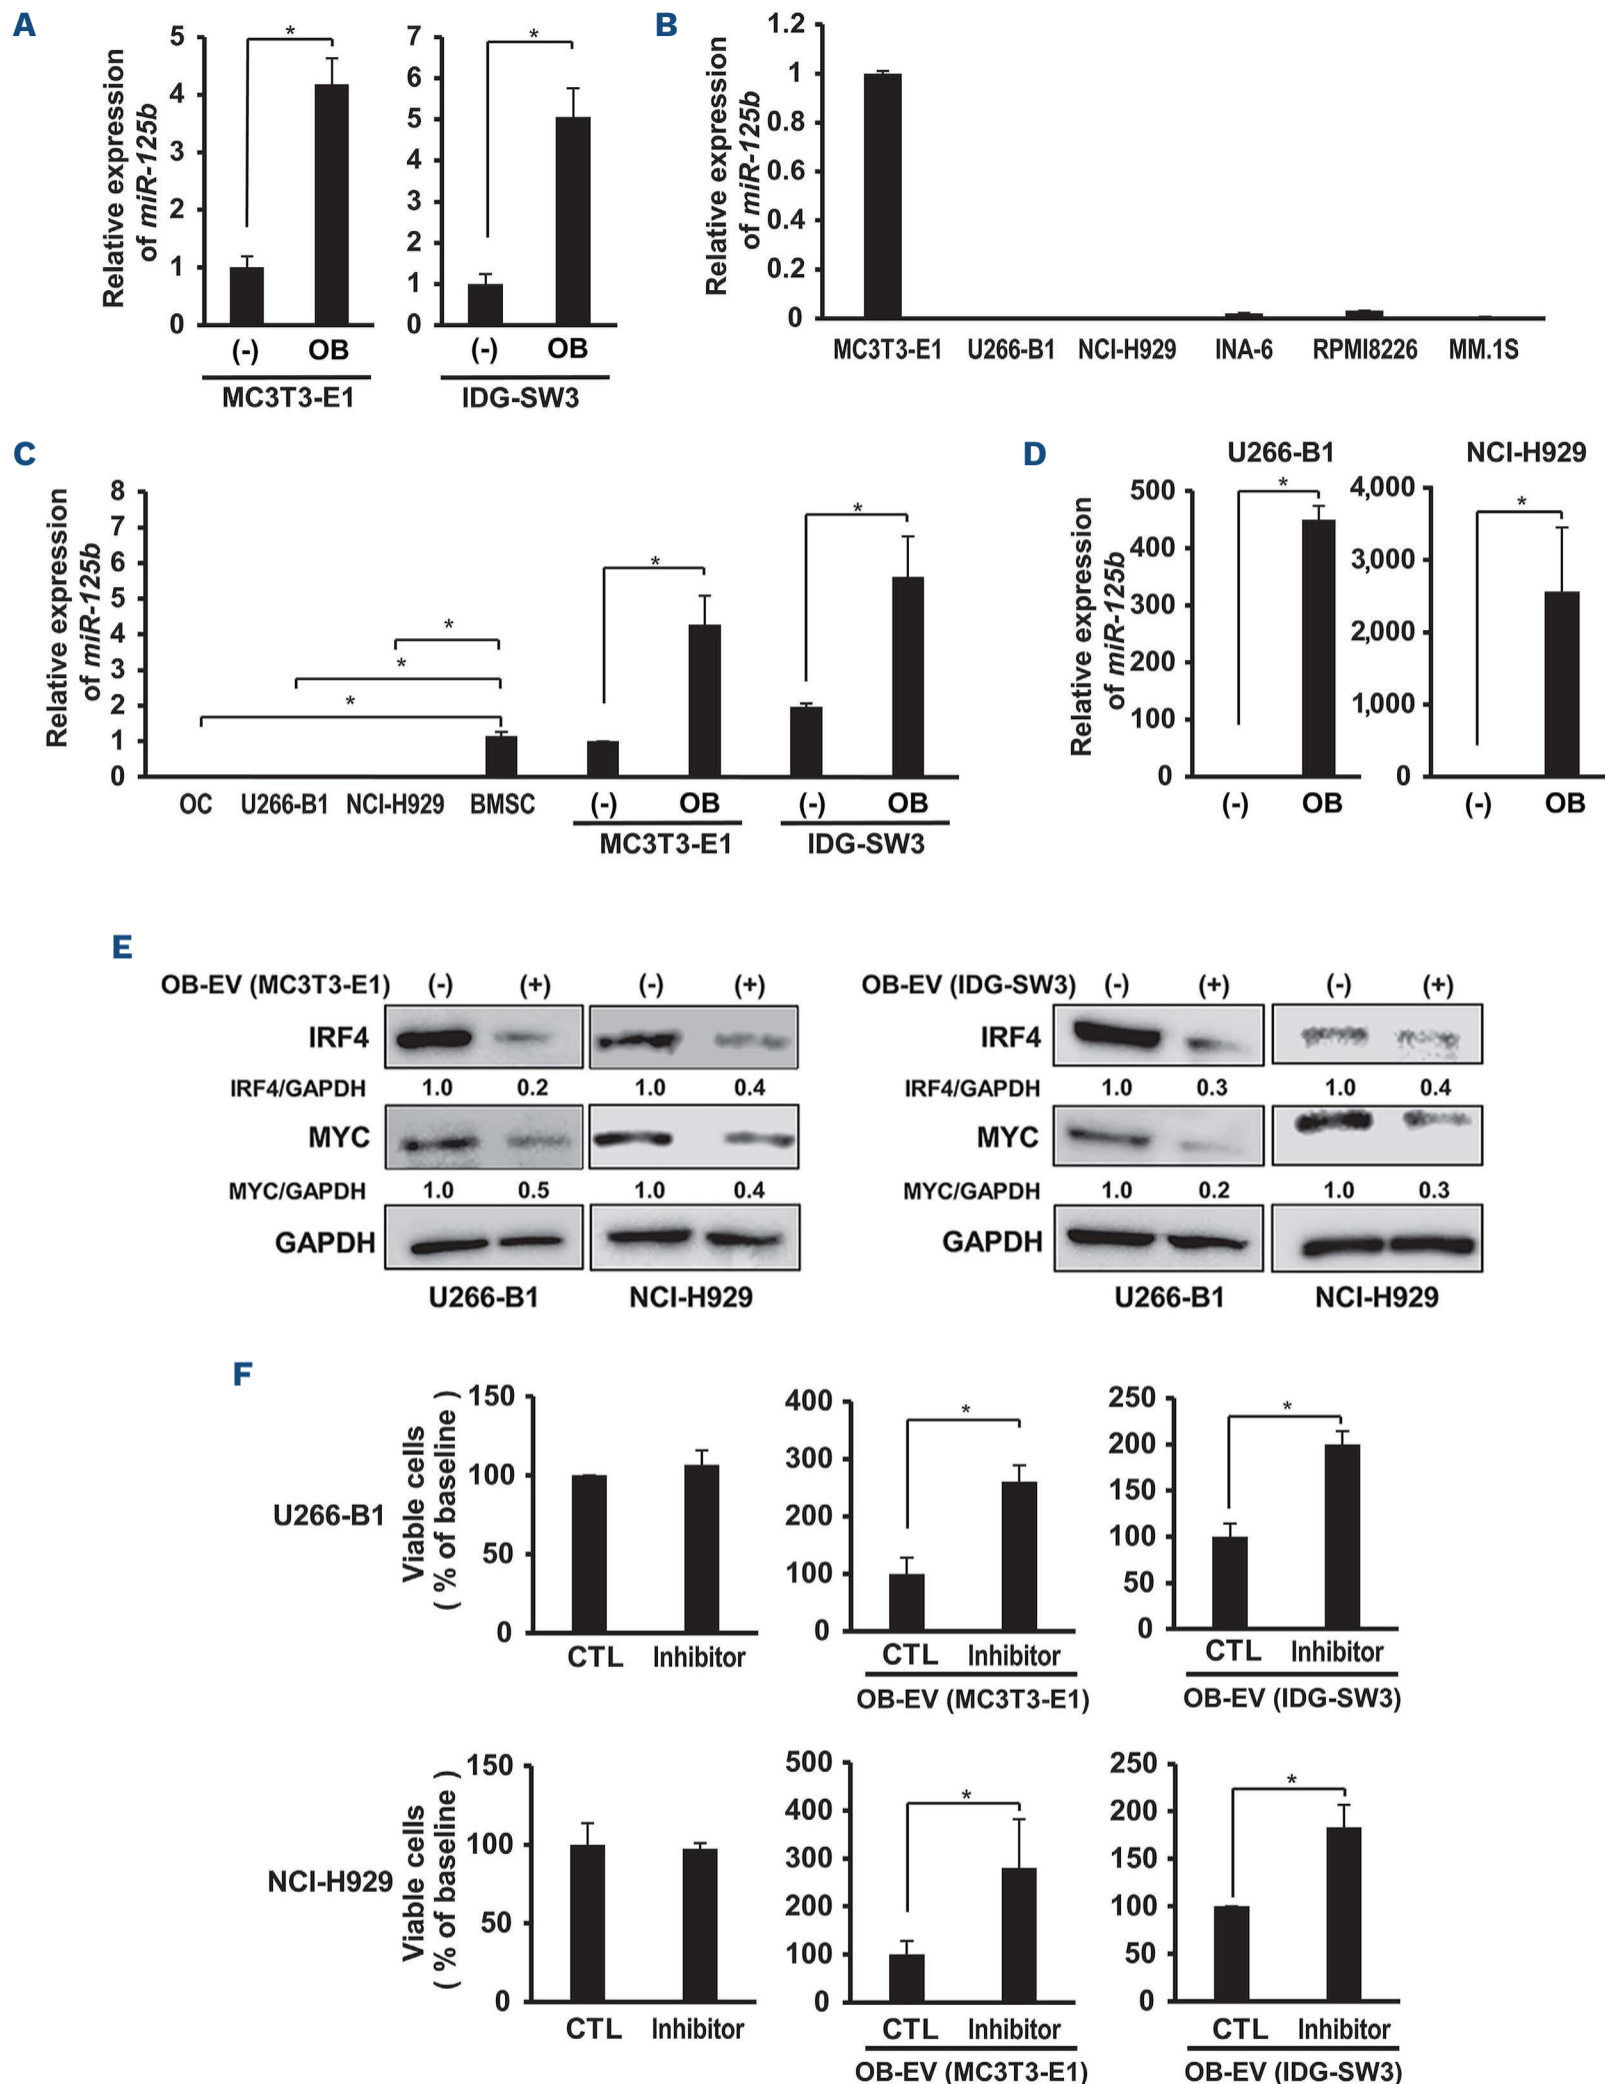 A
Relative expression
of miR-125b
5
4
3
2
1
0
*
(-) OB
MC3T3-E1
7
6
5
4
3
2
1
0
*
(-) OB
IDG-SW3
B
Relative expression
of miR-125b
1.2
1
0.8
0.6
0.4
0.2
0
MC3T3-E1 U266-B1 NCI-H929 INA-6 RPMI8226 MM.1S
C
Relative expression
of miR-125b
8
7
6
5
4
3
2
1
0
*
*
*
*
*
OC U266-B1 NCI-H929 BMSC (-) OB (-) OB
MC3T3-E1 IDG-SW3
D
Relative expression
of miR-125b
U266-B1
500
400
300
200
100
0
*
(-) OB
NCI-H929
4,000
3,000
2,000
1,000
0
*
(-) OB
E
OB-EV (MC3T3-E1) (-) (+) (-) (+)
IRF4
IRF4/GAPDH 1.0 0.2 1.0 0.4
MYC
MYC/GAPDH 1.0 0.5 1.0 0.4
GAPDH
U266-B1 NCI-H929
OB-EV (IDG-SW3) (-) (+) (-) (+)
IRF4
IRF4/GAPDH 1.0 0.3 1.0 0.4
MYC
MYC/GAPDH 1.0 0.2 1.0 0.3
GAPDH
U266-B1 NCI-H929
F
U266-B1
Viable cells
( % of baseline )
150
100
50
0
CTL Inhibitor
400
300
200
100
0
*
CTL Inhibitor
OB-EV (MC3T3-E1)
250
200
150
100
50
0
*
CTL Inhibitor
OB-EV (IDG-SW3)
NCI-H929
Viable cells
( % of baseline )
150
100
50
0
CTL Inhibitor
500
400
300
200
100
0
*
CTL Inhibitor
OB-EV (MC3T3-E1)
250
200
150
100
50
0
*
CTL Inhibitor
OB-EV (IDG-SW3)